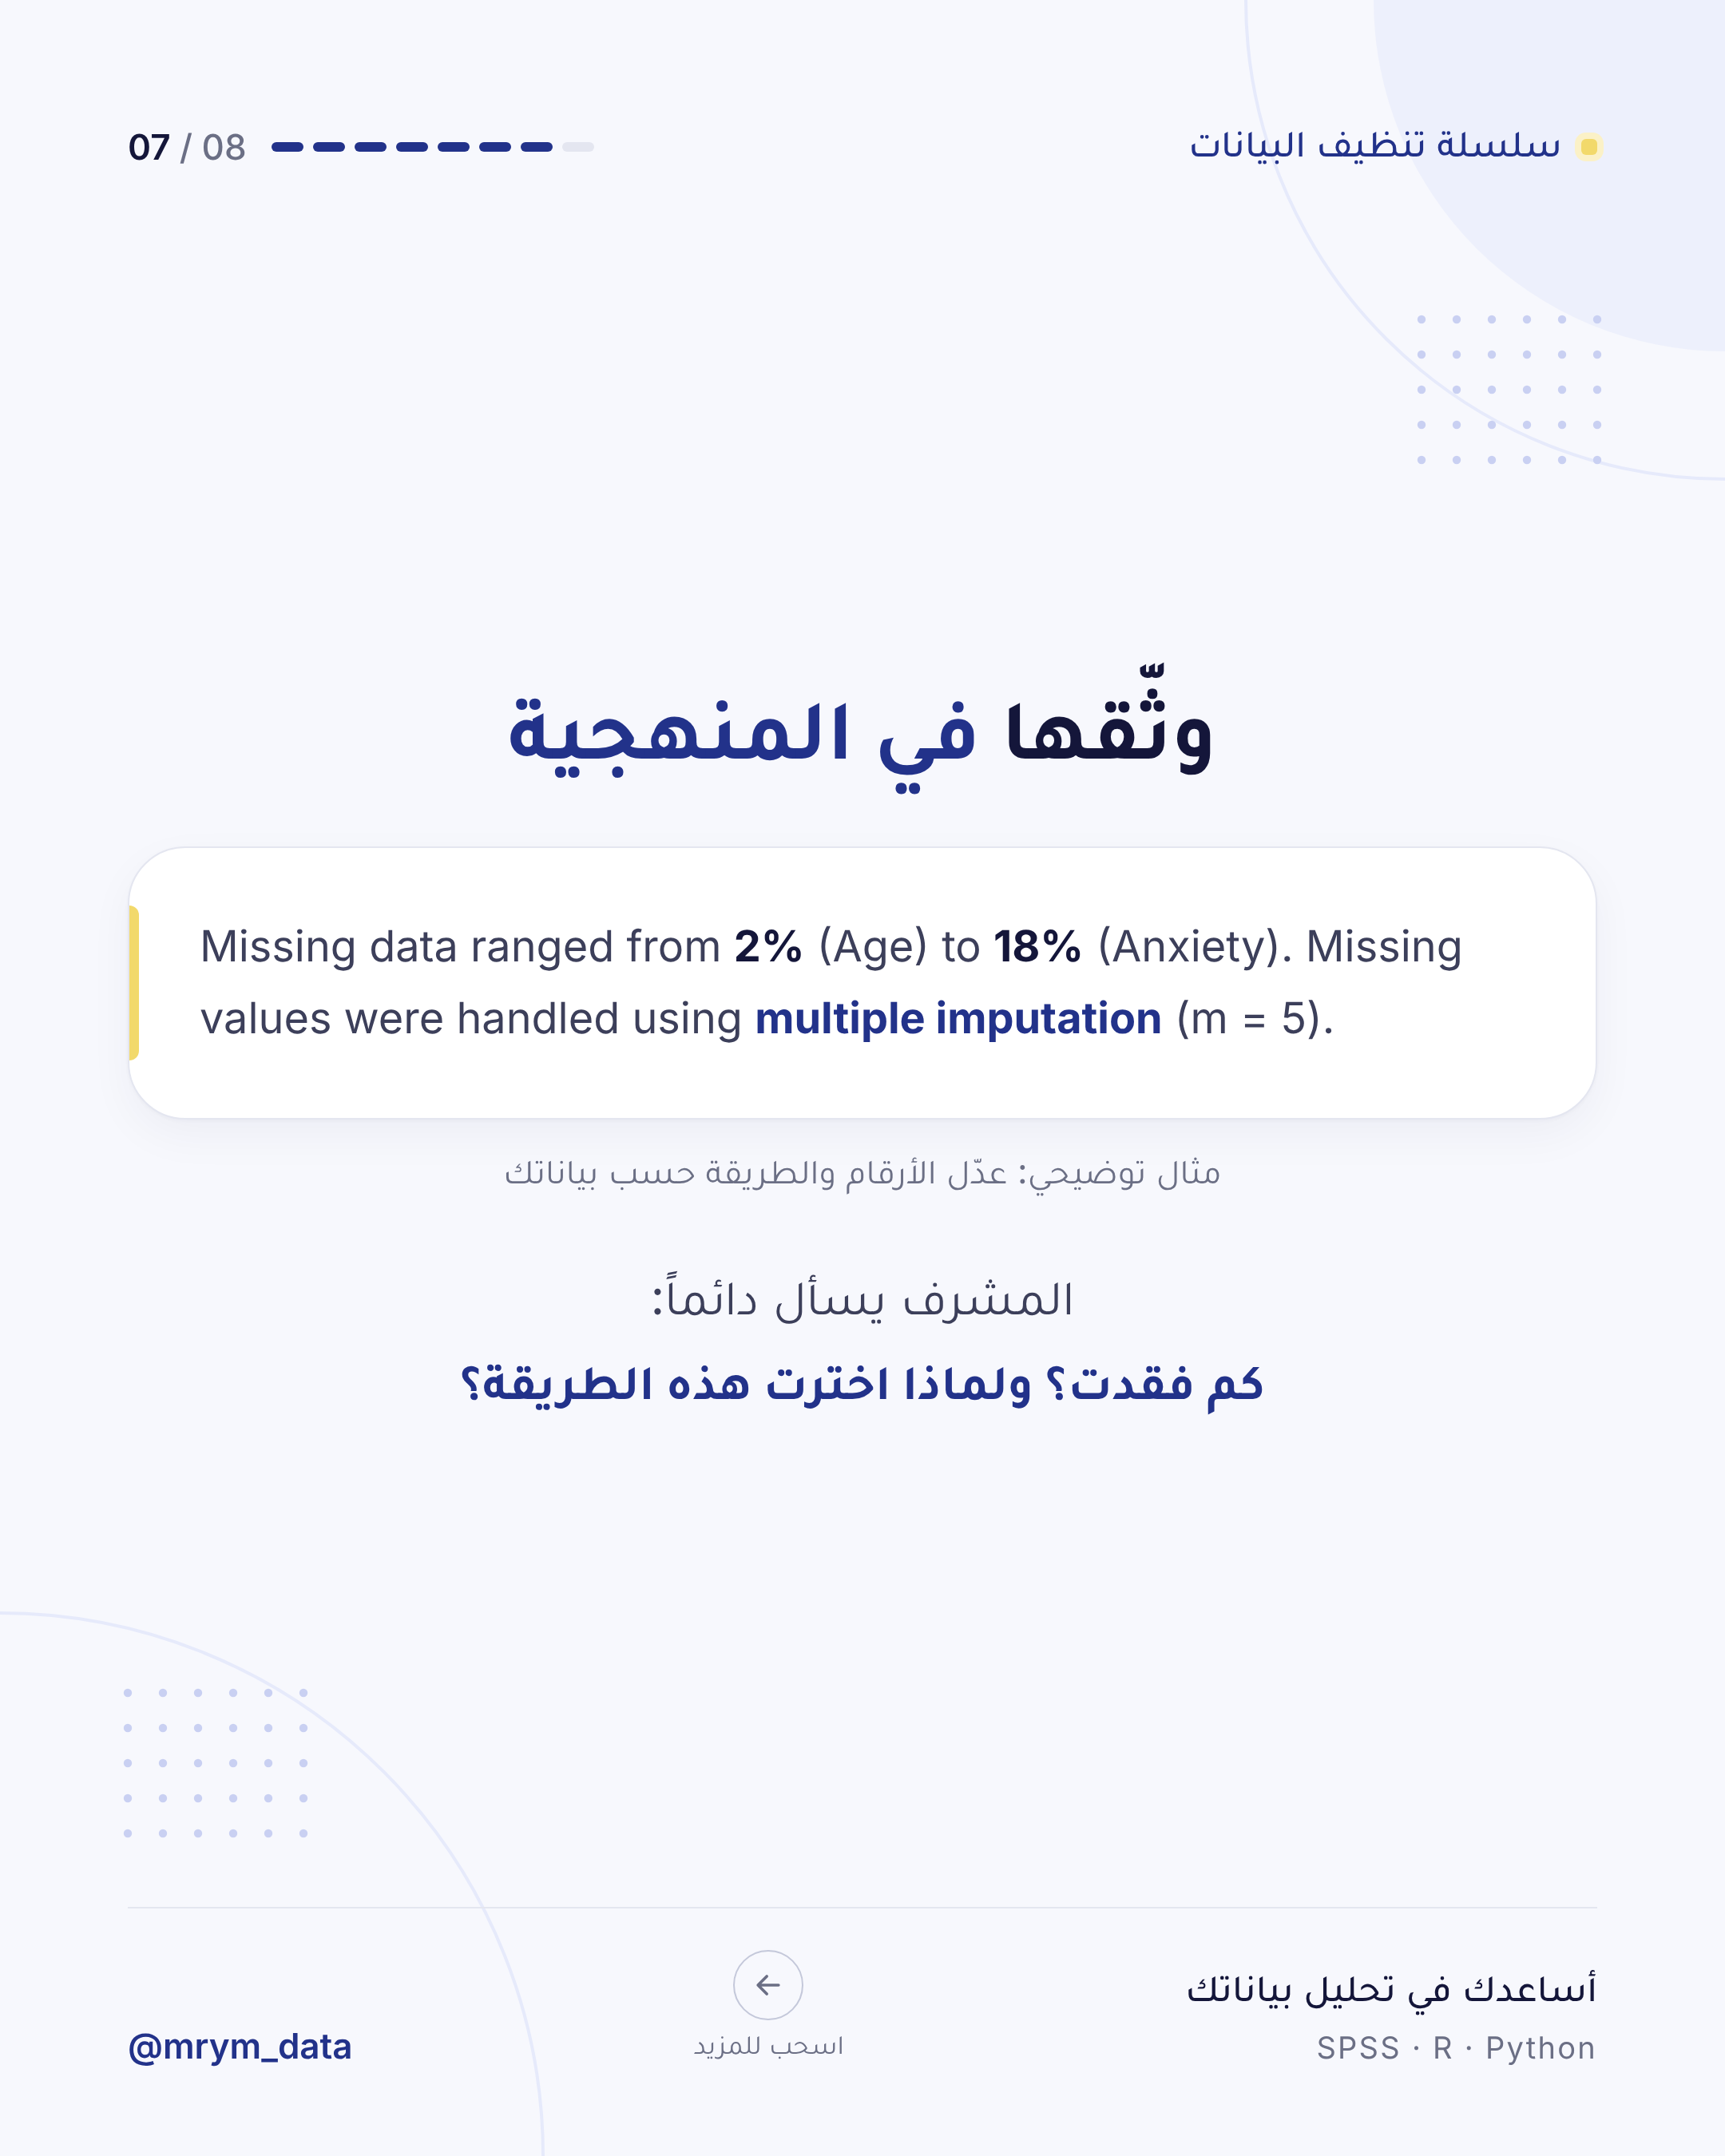 سلسلة تنظيف البيانات
07 / 08
وثّقها في المنهجية
Missing data ranged from 2% (Age) to 18% (Anxiety). Missing
values were handled using multiple imputation (m = 5).
مثال توضيحي: عدّل الأرقام والطريقة حسب بياناتك
المشرف يسأل دائماً:
كم فقدت؟ ولماذا اخترت هذه الطريقة؟
أساعدك في تحليل بياناتك
SPSS · R · Python
اسحب للمزيد
@mrym_data